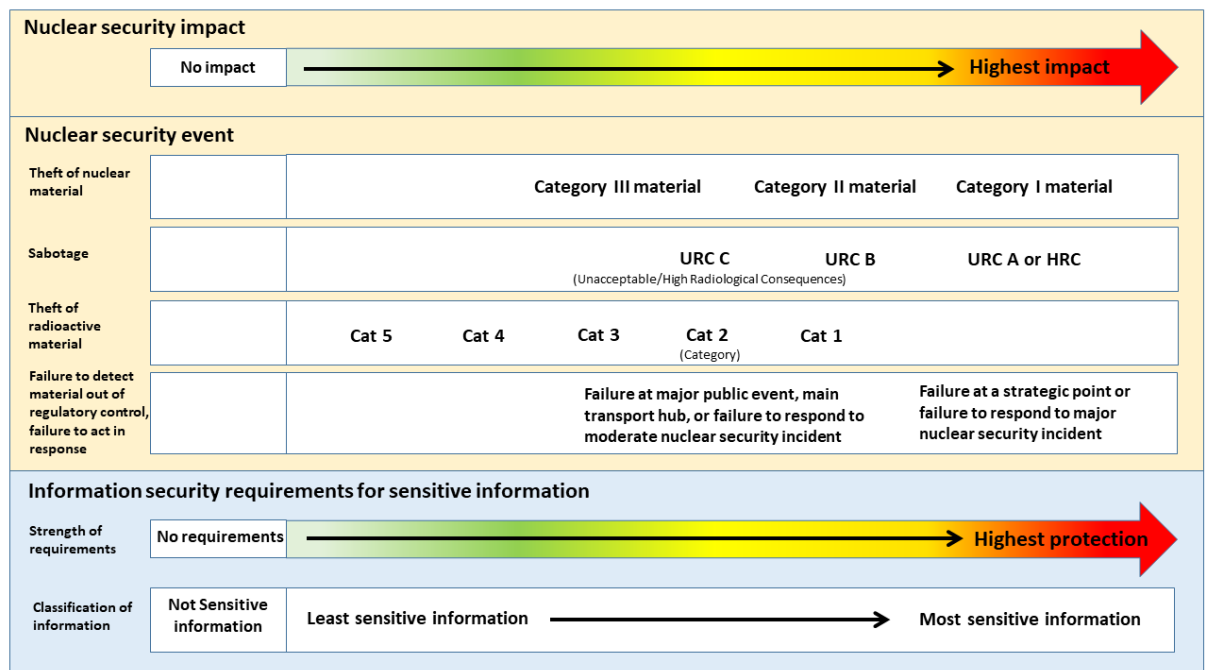 Nuclear security impact
No impact
Highest impact
Nuclear security event
Theft of nuclear
material
Category III material
Category II material
Category I material
Sabotage
URC C
(Unacceptable/High Radiological Consequences)
URC B
URC A or HRC
Theft of
radioactive
material
Cat 5
Cat 4
Cat 3
Cat 2
(Category)
Cat 1
Failure to detect
material out of
regulatory control,
failure to act in
response
Failure at major public event, main
transport hub, or failure to respond to
moderate nuclear security incident
Failure at a strategic point or
failure to respond to major
nuclear security incident
Information security requirements for sensitive information
Strength of
requirements
No requirements
Highest protection
Classification of
information
Not Sensitive
information
Least sensitive information
Most sensitive information